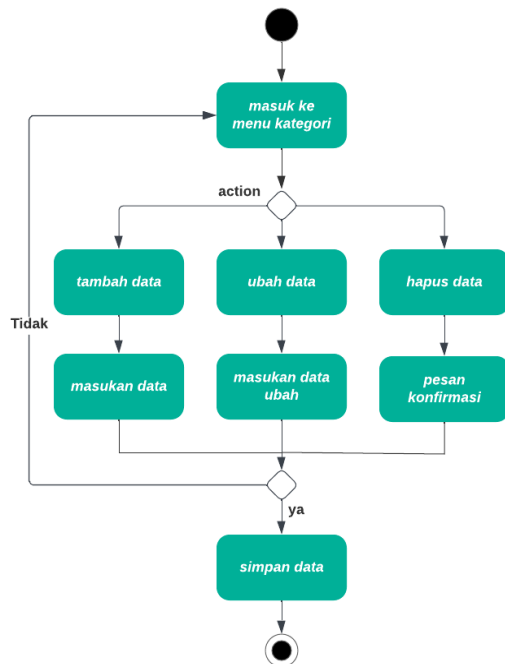 masuk ke
menu kategori
action
tambah data
ubah data
hapus data
Tidak
masukan data
masukan data
ubah
pesan
konfirmasi
ya
simpan data